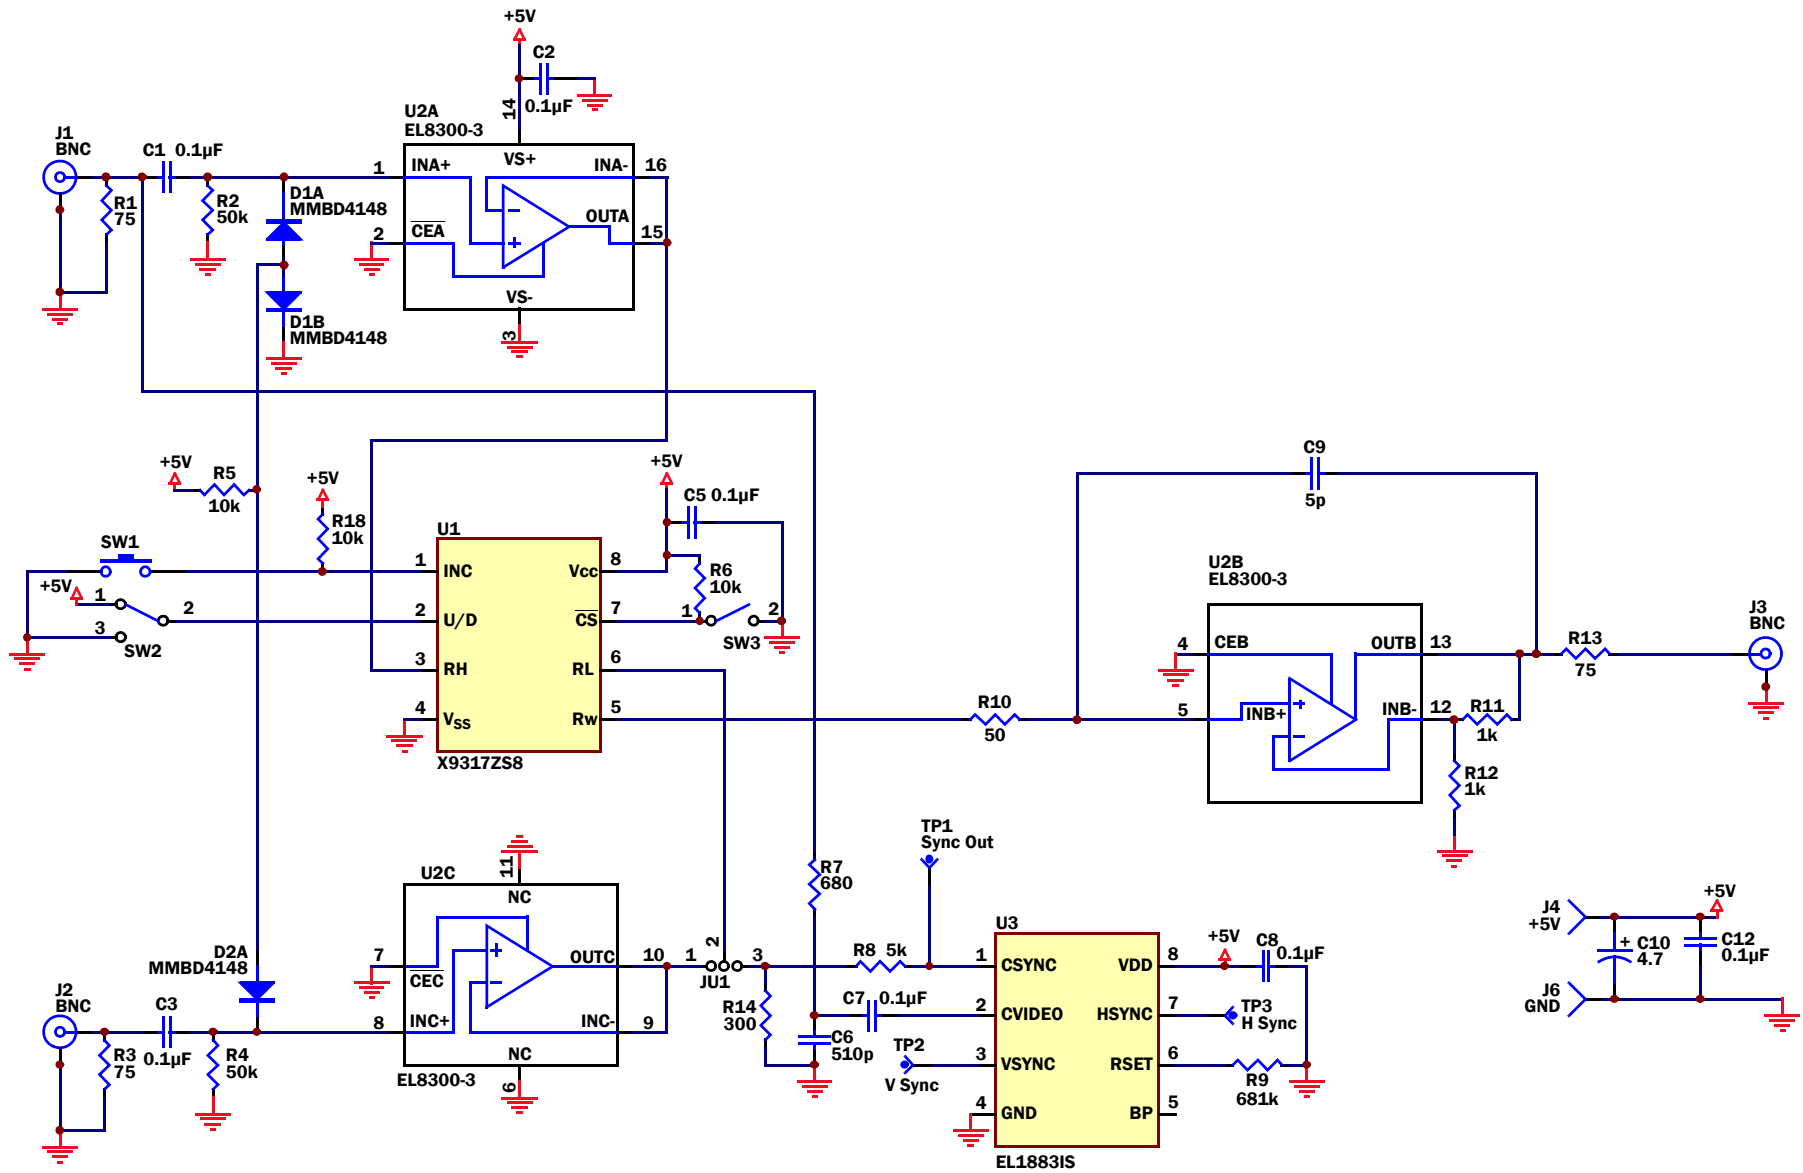 +5V
C2
0.1µF
14
U2A
EL8300-3
J1
BNC
C1 0.1µF
R1
75
R2
50k
D1A
MMBD4148
D1B
MMBD4148
1
INA+
VS+
INA-
16
2
CEA
OUTA
15
VS-
3
+5V
R5
10k
+5V
R18
10k
+5V
C5 0.1µF
R6
10k
SW1
+5V
1
2
3
SW2
U1
1
INC
2
U/D
3
RH
4
VSS
Vcc
8
CS
7
RL
6
Rw
5
X9317ZS8
1
2
SW3
R10
50
C9
5p
U2B
EL8300-3
4
CEB
OUTB
13
5
INB+
INB-
12
R11
1k
R12
1k
R13
75
J3
BNC
J2
BNC
R3
75
C3
0.1µF
R4
50k
D2A
MMBD4148
U2C
11
NC
7
CEC
OUTC
10
8
INC+
INC-
9
NC
6
EL8300-3
1
2
3
JU1
R14
300
R7
680
C6
510p
C7 0.1µF
R8 5k
TP1
Sync Out
TP2
V Sync
U3
1
CSYNC
2
CVIDEO
3
VSYNC
4
GND
VDD
8
HSYNC
7
RSET
6
BP
5
EL1883IS
+5V
C8
0.1µF
TP3
H Sync
R9
681k
J4
+5V
J6
GND
+
C10
4.7
+5V
C12
0.1µF